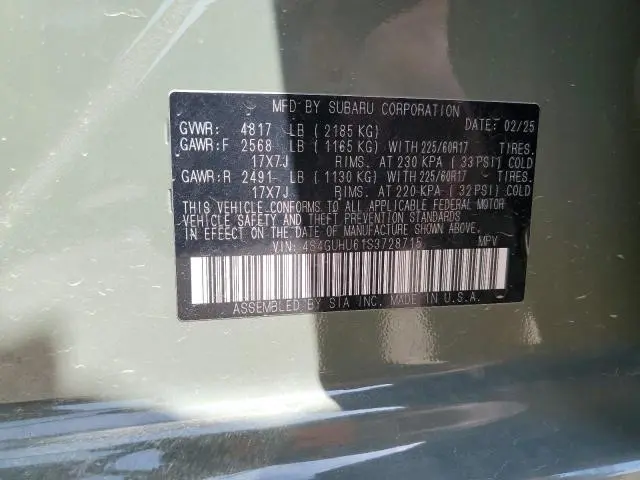 MFD BY SUBARU CORPORATION
GVWR: 4817 LB ( 2185 KG) DATE: 02/25
GAWR:F 2568 LB ( 1165 KG) WITH 225/60R17 TIRES.
17X7J RIMS. AT 230 KPA ( 33 PSI) COLD
GAWR:R 2491 LB ( 1130 KG) WITH 225/60R17 TIRES.
17X7J RIMS. AT 220 KPA ( 32 PSI) COLD
THIS VEHICLE CONFORMS TO ALL APPLICABLE FEDERAL MOTOR
VEHICLE SAFETY AND THEFT PREVENTION STANDARDS
IN EFFECT ON THE DATE OF MANUFACTURE SHOWN ABOVE.
VIN: 4S4GUHU61S3728715 MPV
ASSEMBLED BY SIA INC. MADE IN U.S.A.